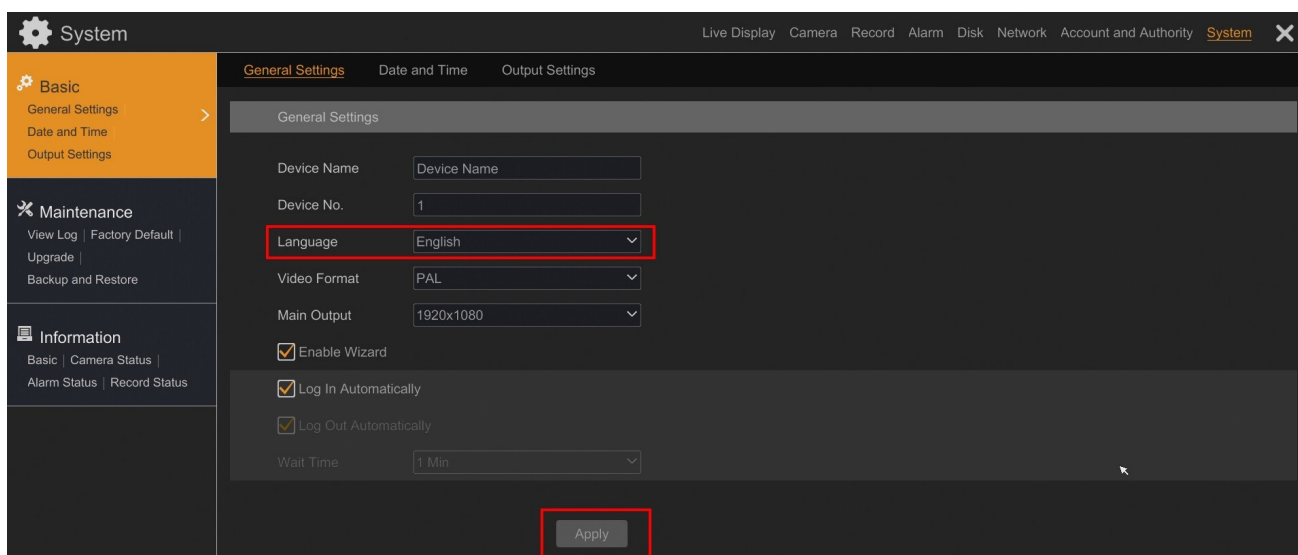 System
Live Display Camera Record Alarm Disk Network Account and Authority System
Basic
General Settings |
Date and Time |
Output Settings
Maintenance
View Log | Factory Default |
Upgrade |
Backup and Restore
Information
Basic | Camera Status |
Alarm Status | Record Status
General Settings Date and Time Output Settings
General Settings
Device Name Device Name
Device No. 1
Language English
Video Format PAL
Main Output 1920x1080
Enable Wizard
Log In Automatically
Log Out Automatically
Wait Time 1 Min
Apply